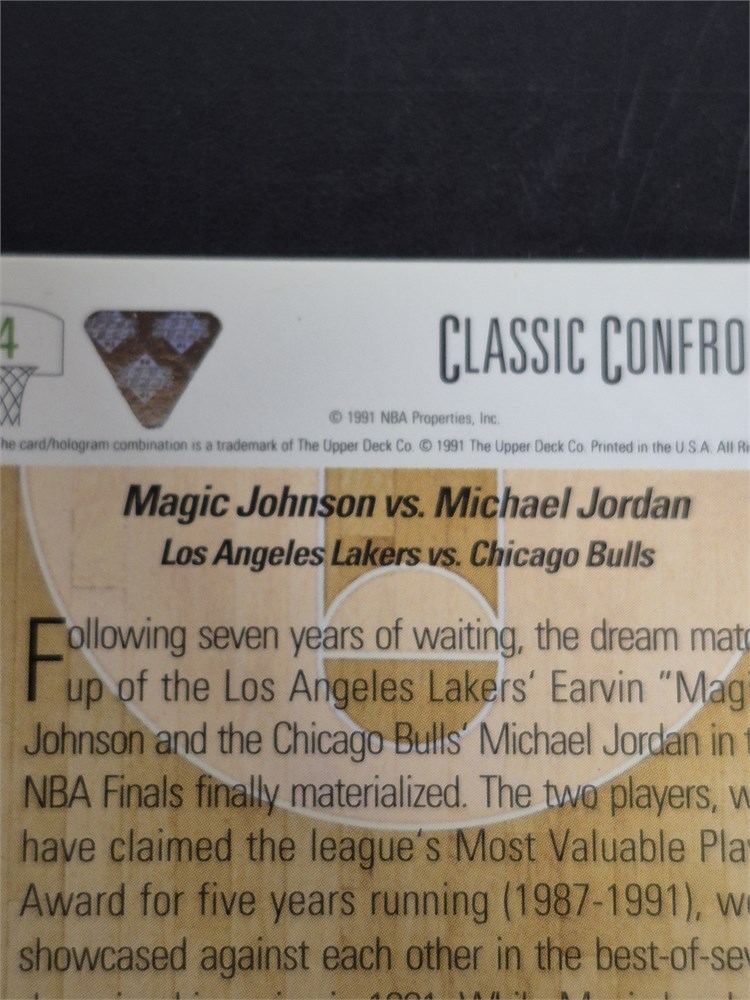 4
CLASSIC CONFRO
© 1991 NBA Properties, Inc.
he card/hologram combination is a trademark of The Upper Deck Co. © 1991 The Upper Deck Co. Printed in the U.S.A. All Ri
Magic Johnson vs. Michael Jordan
Los Angeles Lakers vs. Chicago Bulls
Following seven years of waiting, the dream matc
up of the Los Angeles Lakers' Earvin "Magi
Johnson and the Chicago Bulls' Michael Jordan in t
NBA Finals finally materialized. The two players, w
have claimed the league's Most Valuable Play
Award for five years running (1987-1991), we
showcased against each other in the best-of-sev